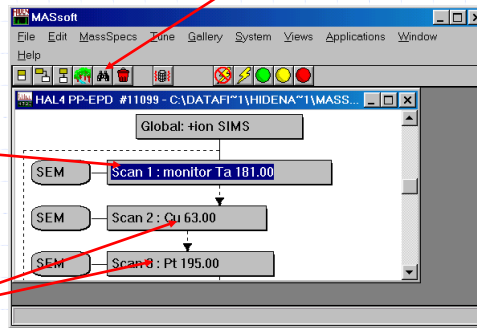 MASsoft
File Edit MassSpecs Tune Gallery System Views Applications Window
Help
HAL4 PP-EPD #11099 - C:\DATAFI~1\HIDENA~1\MASS...
Global: +ion SIMS
SEM Scan 1 : monitor Ta 181.00
SEM Scan 2 : Cu 63.00
SEM Scan 3 : Pt 195.00